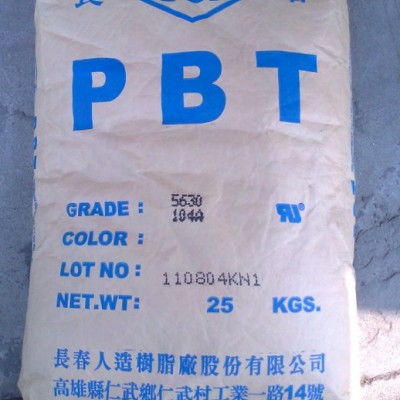 長 春
PBT
GRADE: 5630
104A
COLOR:
LOT NO: 110804KN1
NET.WT: 25 KGS.
長春人造樹脂廠股份有限公司
高雄縣仁武鄉仁武村工業一路14號